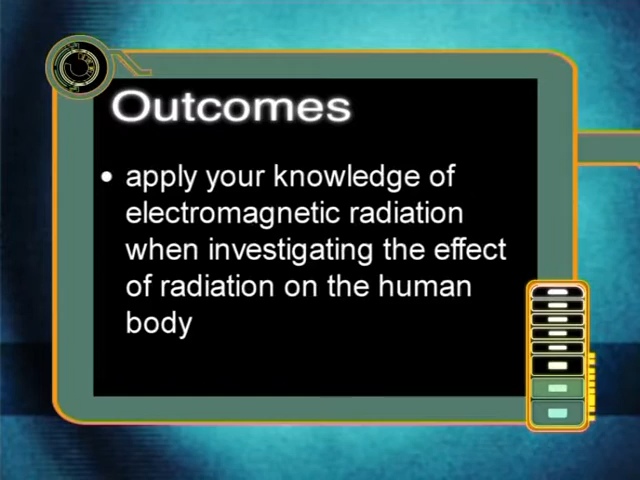 Outcomes
• apply your knowledge of
electromagnetic radiation
when investigating the effect
of radiation on the human
body